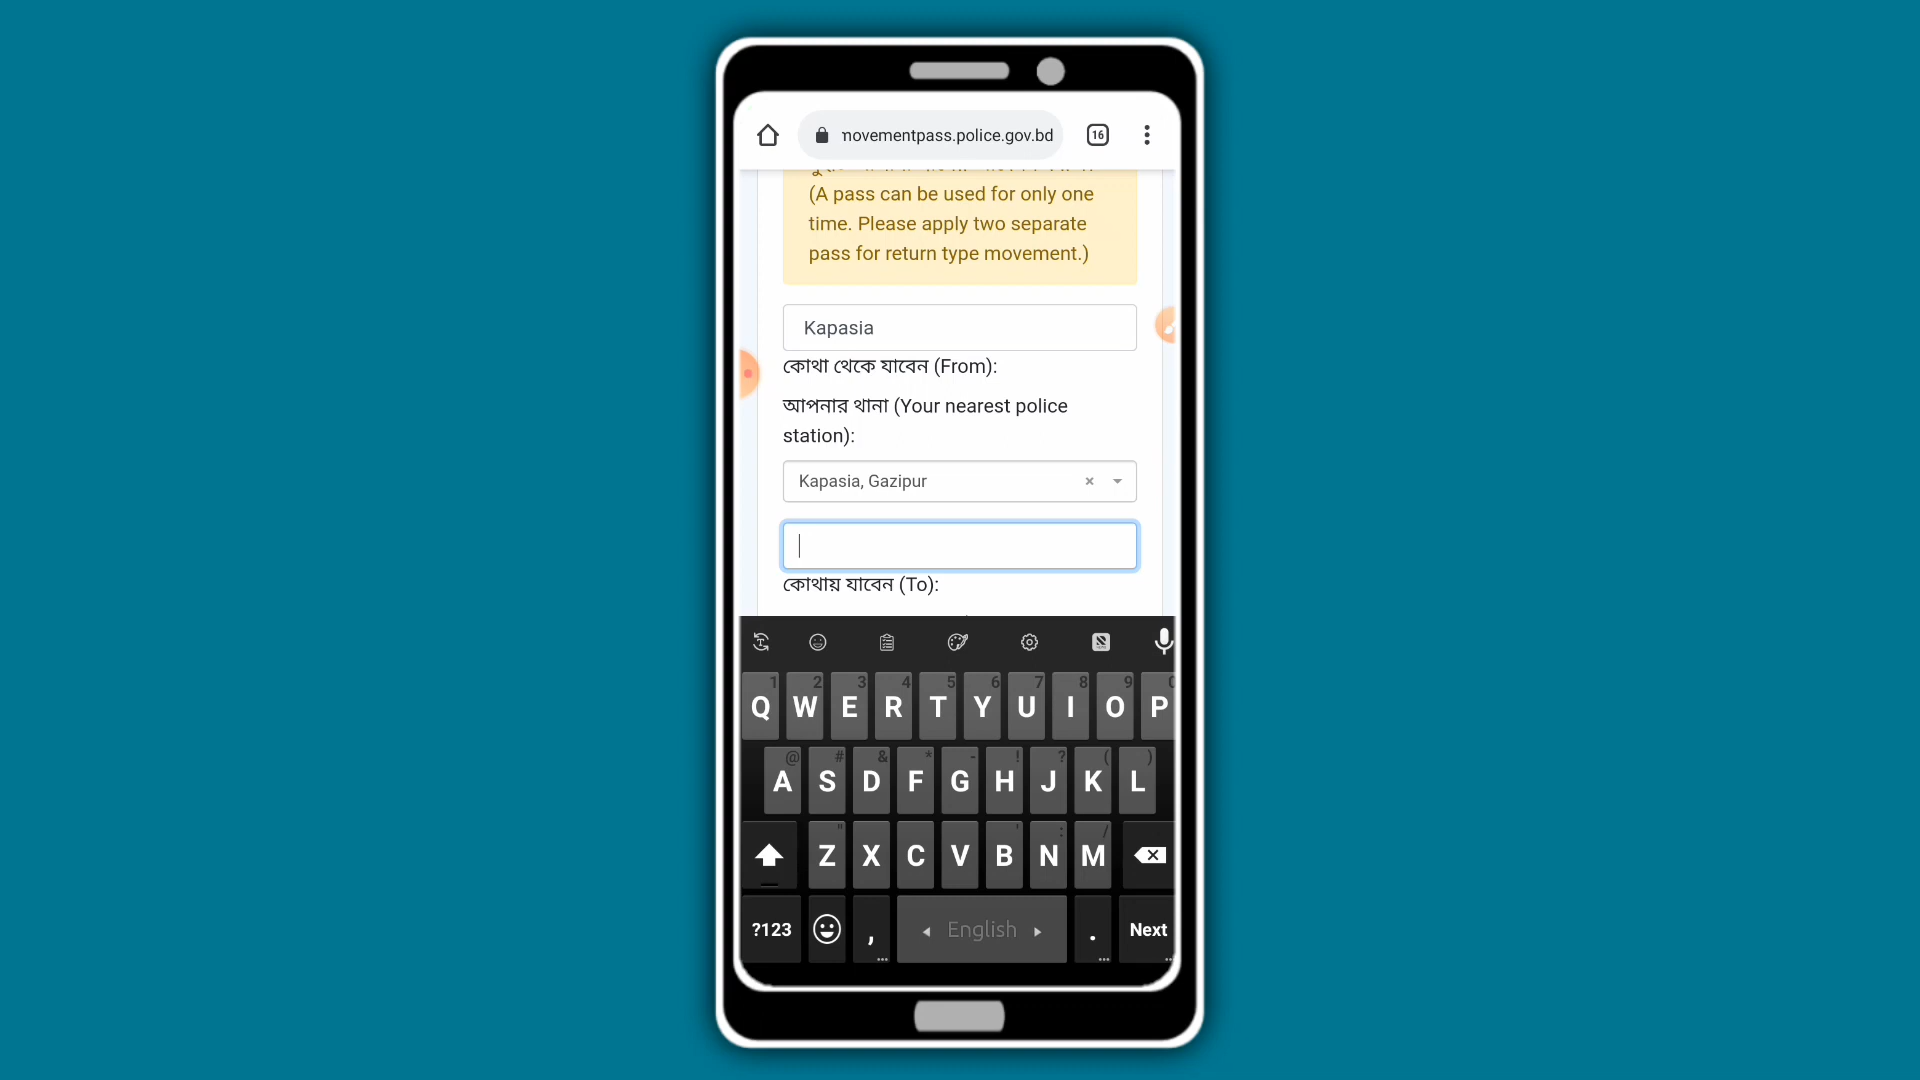 movementpass.police.gov.bd
16
(A pass can be used for only one
time. Please apply two separate
pass for return type movement.)
Kapasia
কোথা থেকে যাবেন (From):
আপনার থানা (Your nearest police
station):
Kapasia, Gazipur × 
কোথায় যাবেন (To):
1 2 3 4 5 6 7 8 9 0
Q W E R T Y U I O P
@ # & * - ! ? ( )
A S D F G H J K L
" ' : /
Z X C V B N M
?123 , English . Next